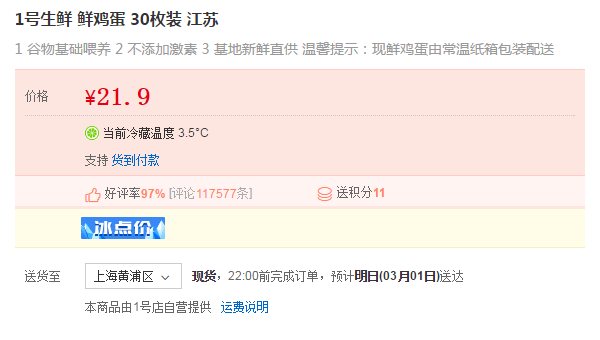 1号生鲜 鲜鸡蛋 30枚装 江苏
1 谷物基础喂养 2 不添加激素 3 基地新鲜直供 温馨提示：现鲜鸡蛋由常温纸箱包装配送
价格 ¥21.9
当前冷藏温度 3.5°C
支持 货到付款
好评率97% [评论117577条] 送积分11
冰点价
送货至 上海黄浦区 现货，22:00前完成订单，预计明日(03月01日)送达
本商品由1号店自营提供 运费说明